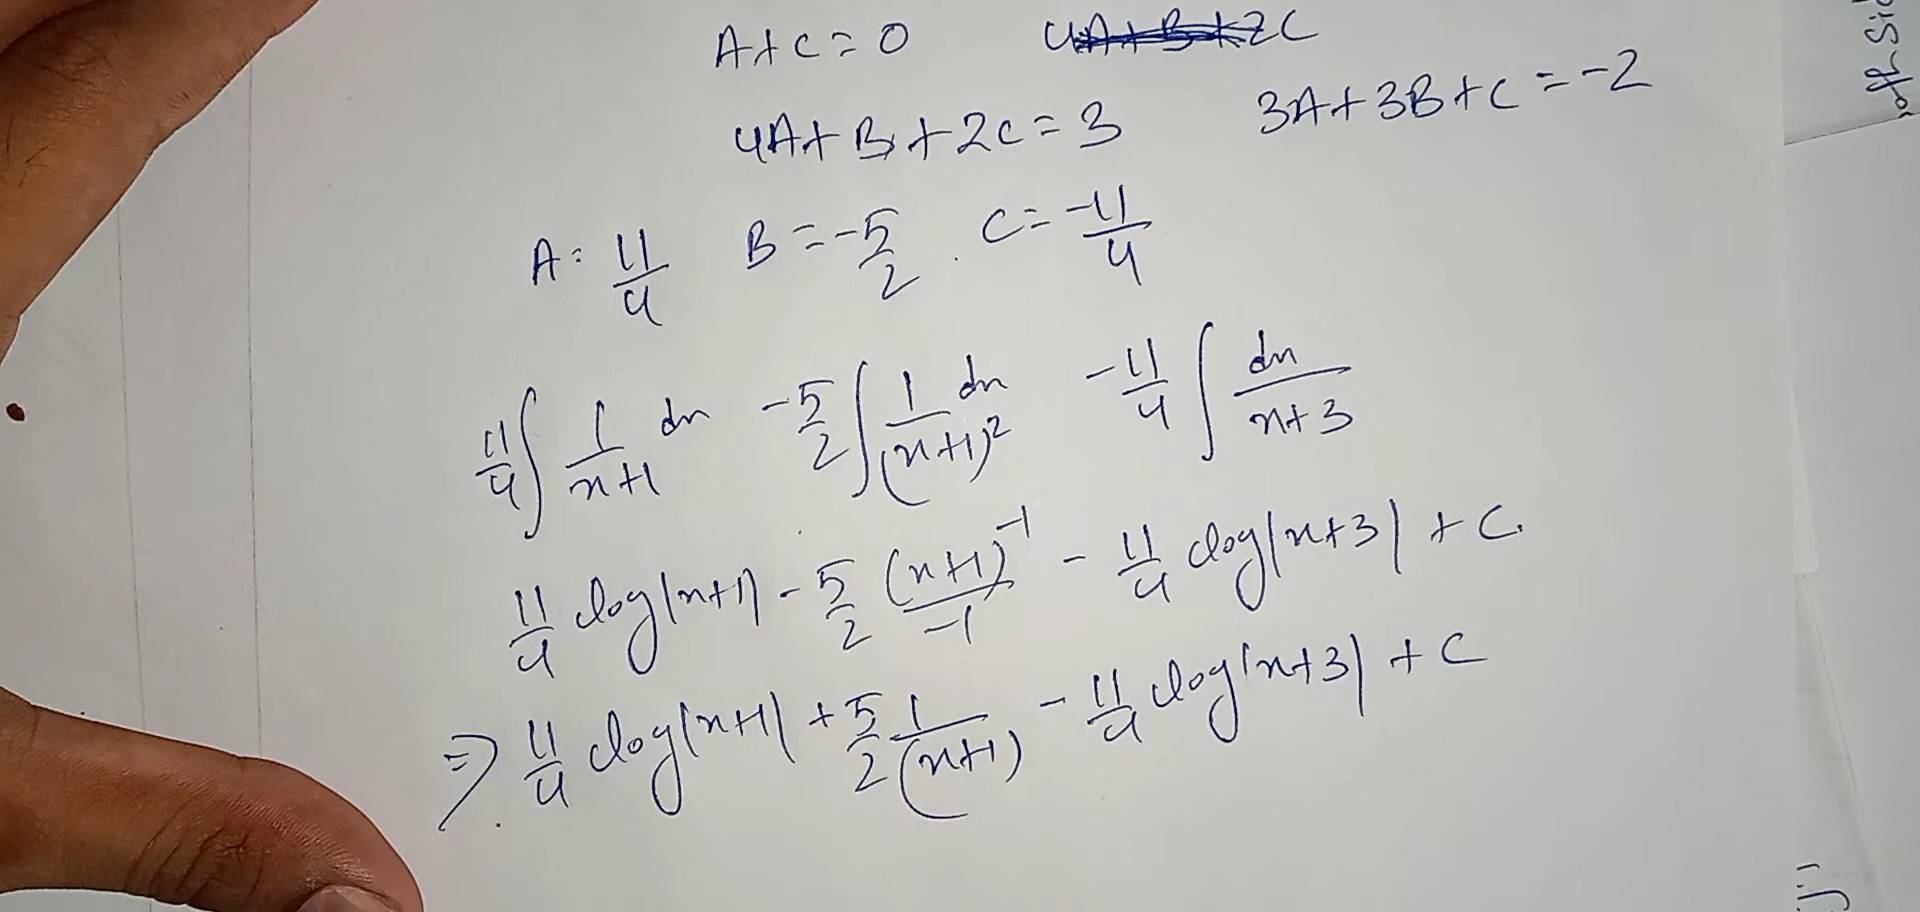 A+C=0
4A+B+2C=3 3A+3B+C=-2
A=11/4 B=-5/2. C=-11/4
11/4 ∫ 1/(x+1) dx -5/2 ∫ 1/(x+1)² dx -11/4 ∫ dx/(x+3)
11/4 log|x+1| - 5/2 (x+1)⁻¹/-1 - 11/4 log|x+3| + C.
⇒ 11/4 log|x+1| + 5/2 1/(x+1) - 11/4 log|x+3| + C